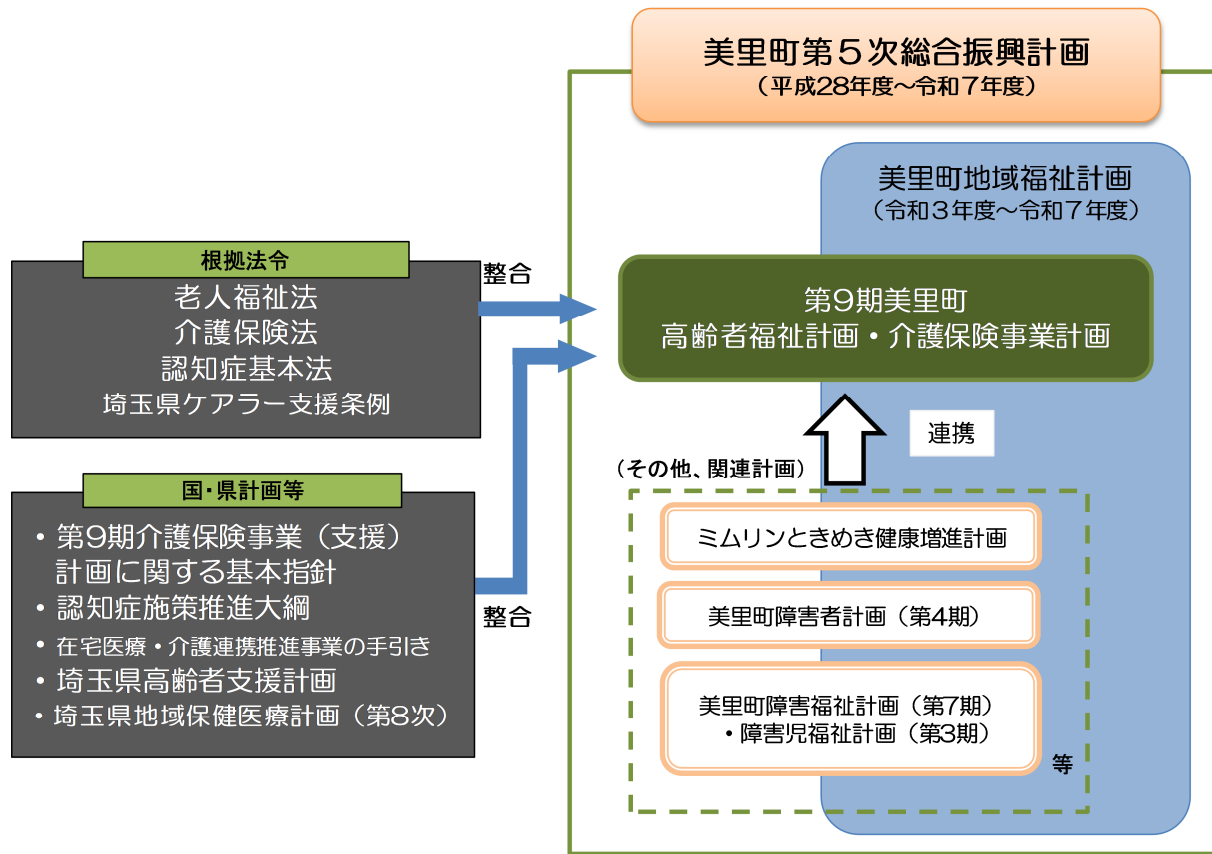 美里町第5次総合振興計画
（平成28年度～令和7年度）
美里町地域福祉計画
（令和3年度～令和7年度）
根拠法令
老人福祉法
介護保険法
認知症基本法
埼玉県ケアラー支援条例
整合
第9期美里町
高齢者福祉計画・介護保険事業計画
連携
国・県計画等
・第9期介護保険事業（支援）
計画に関する基本指針
・認知症施策推進大綱
・在宅医療・介護連携推進事業の手引き
・埼玉県高齢者支援計画
・埼玉県地域保健医療計画（第8次）
整合
（その他、関連計画）
ミムリンときめき健康増進計画
美里町障害者計画（第4期）
美里町障害福祉計画（第7期）
・障害児福祉計画（第3期）
等